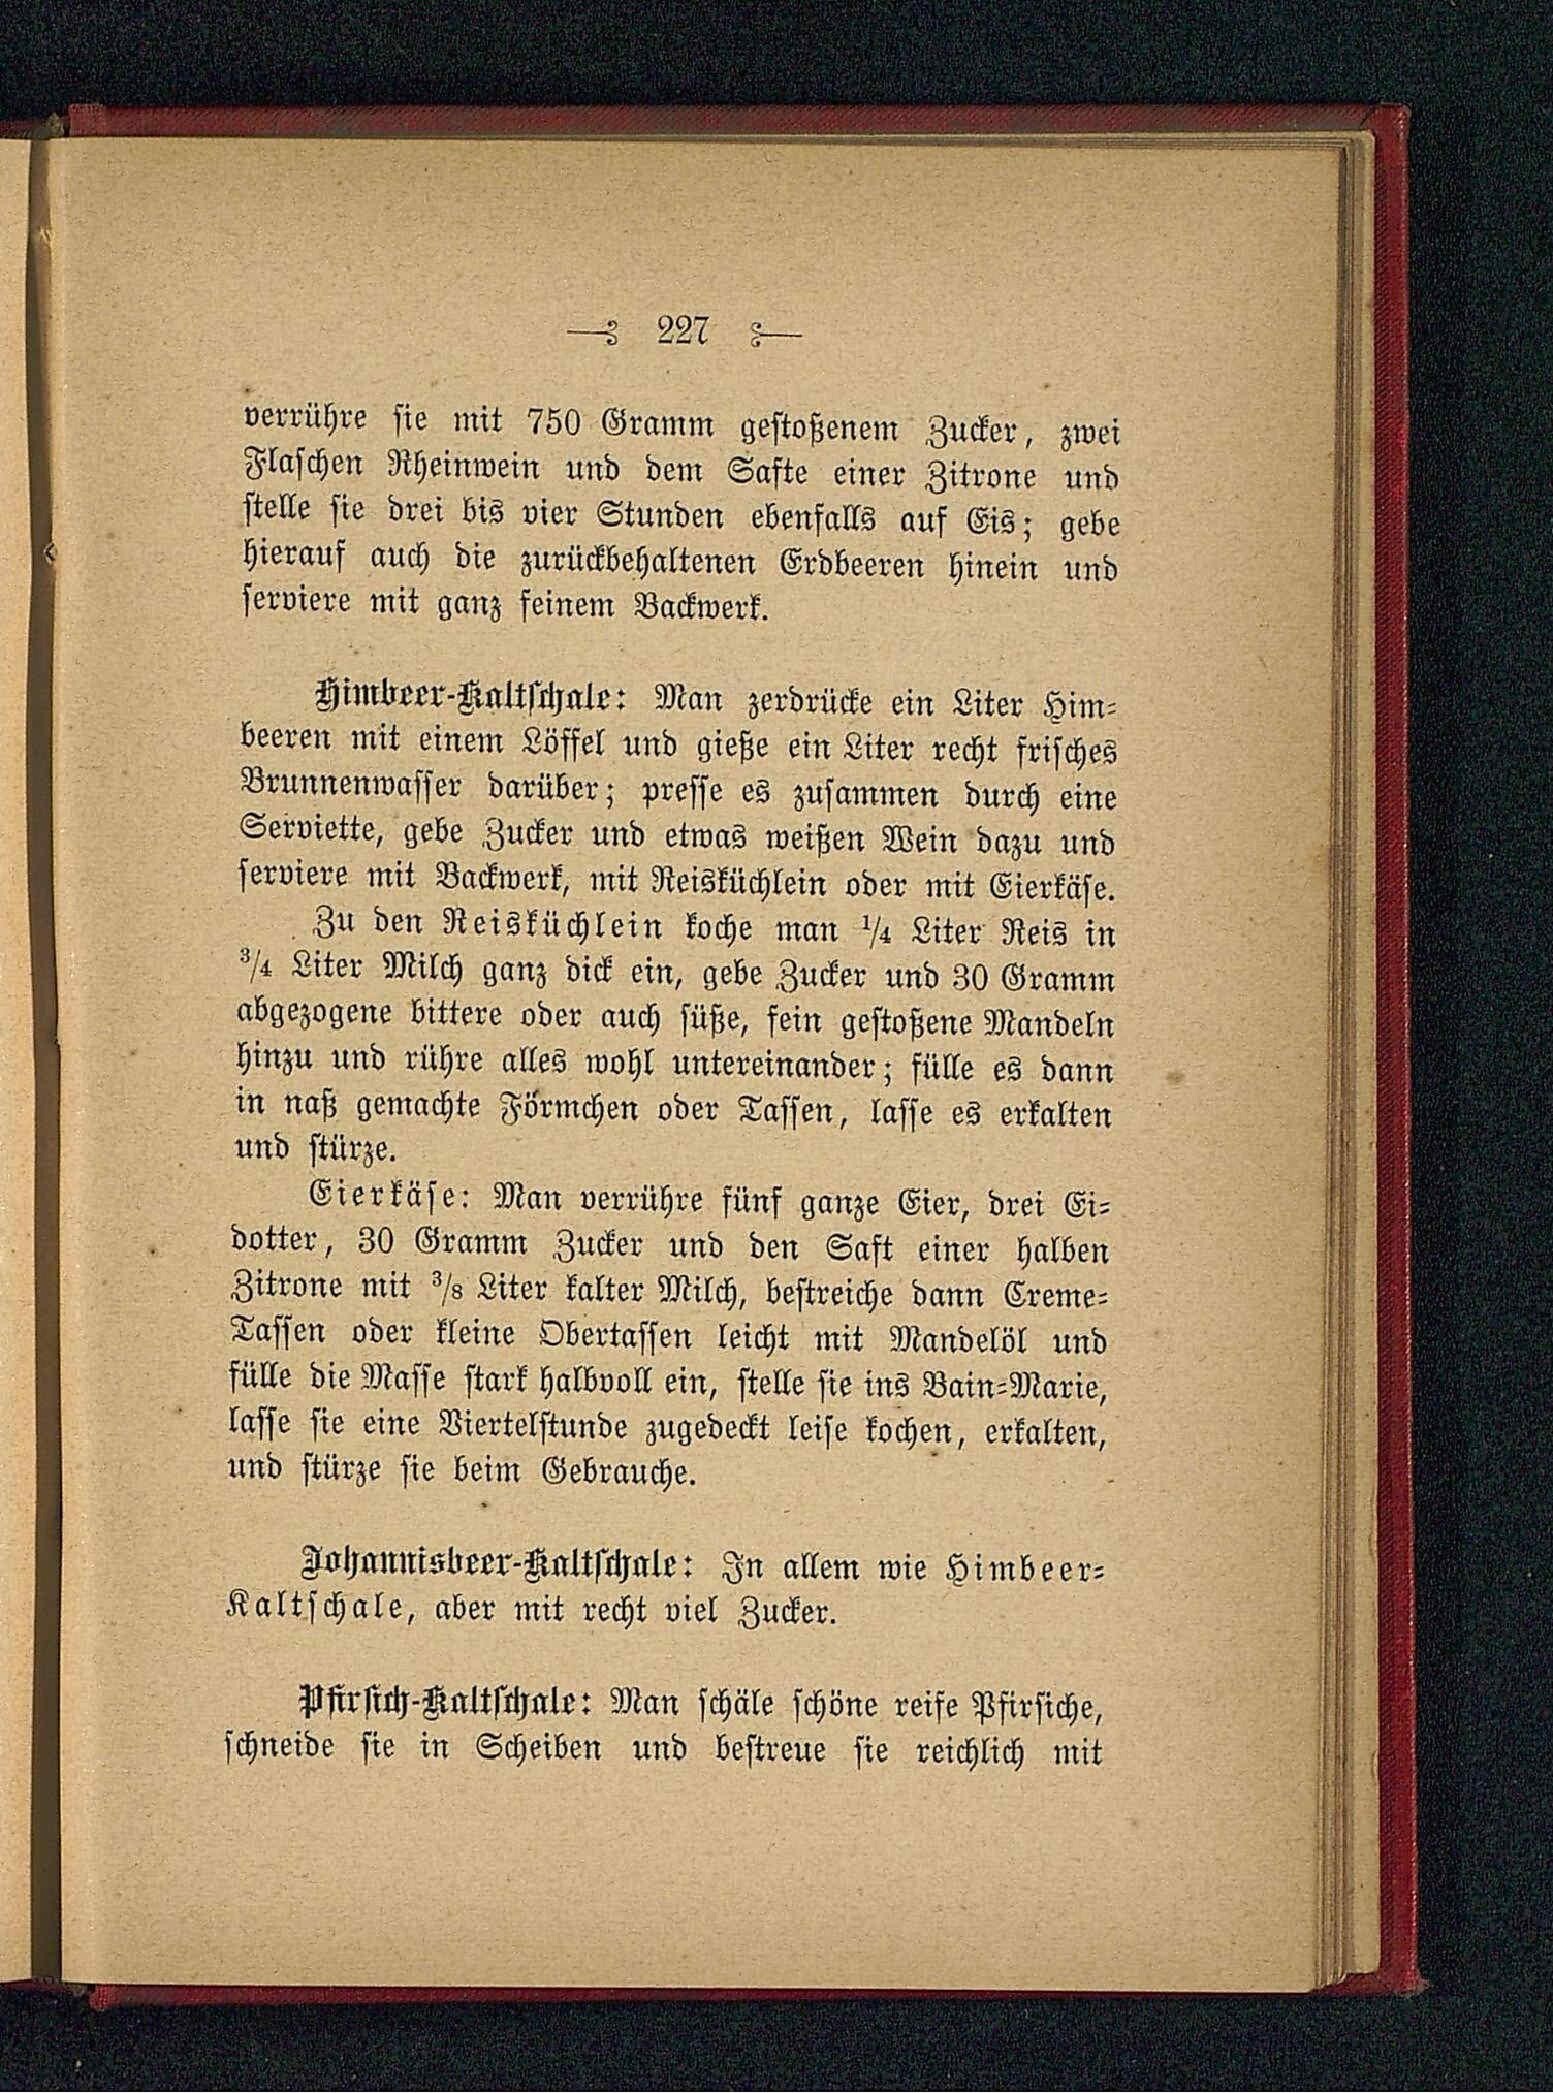 227
verrühre sie mit 750 Gramm gestoßenem Zucker, zwei
Flaschen Rheinwein und dem Safte einer Zitrone und
stelle sie drei bis vier Stunden ebenfalls auf Eis; gebe
hierauf auch die zurückbehaltenen Erdbeeren hinein und
serviere mit ganz feinem Backwerk.
Himbeer-Kaltschale: Man zerdrücke ein Liter Him-
beeren mit einem Löffel und gieße ein Liter recht frisches
Brunnenwasser darüber; presse es zusammen durch eine
Serviette, gebe Zucker und etwas weißen Wein dazu und
serviere mit Backwerk, mit Reisküchlein oder mit Eierkäse.
Zu den Reisküchlein koche man 1/4 Liter Reis in
3/4 Liter Milch ganz dick ein, gebe Zucker und 30 Gramm
abgezogene bittere oder auch süße, fein gestoßene Mandeln
hinzu und rühre alles wohl untereinander; fülle es dann
in naß gemachte Förmchen oder Tassen, lasse es erkalten
und stürze.
Eierkäse: Man verrühre fünf ganze Eier, drei Ei-
dotter, 30 Gramm Zucker und den Saft einer halben
Zitrone mit 3/8 Liter kalter Milch, bestreiche dann Creme-
Tassen oder kleine Obertassen leicht mit Mandelöl und
fülle die Masse stark halbvoll ein, stelle sie ins Bain-Marie,
lasse sie eine Viertelstunde zugedeckt leise kochen, erkalten,
und stürze sie beim Gebrauche.
Johannisbeer-Kaltschale: In allem wie Himbeer-
Kaltschale, aber mit recht viel Zucker.
Pfirsich-Kaltschale: Man schäle schöne reife Pfirsiche,
schneide sie in Scheiben und bestreue sie reichlich mit